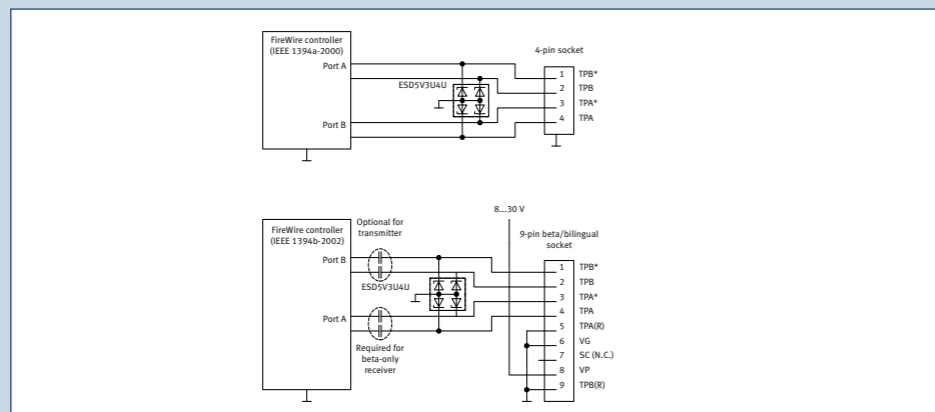 FireWire controller
(IEEE 1394a-2000)
Port A
Port B
ESD5V3U4U
4-pin socket
1 TPB*
2 TPB
3 TPA*
4 TPA
8...30 V
FireWire controller
(IEEE 1394b-2002)
Optional for
transmitter
Port B
ESD5V3U4U
Port A
Required for
beta-only
receiver
9-pin beta/bilingual
socket
1 TPB*
2 TPB
3 TPA*
4 TPA
5 TPA(R)
6 VG
7 SC (N.C.)
8 VP
9 TPB(R)